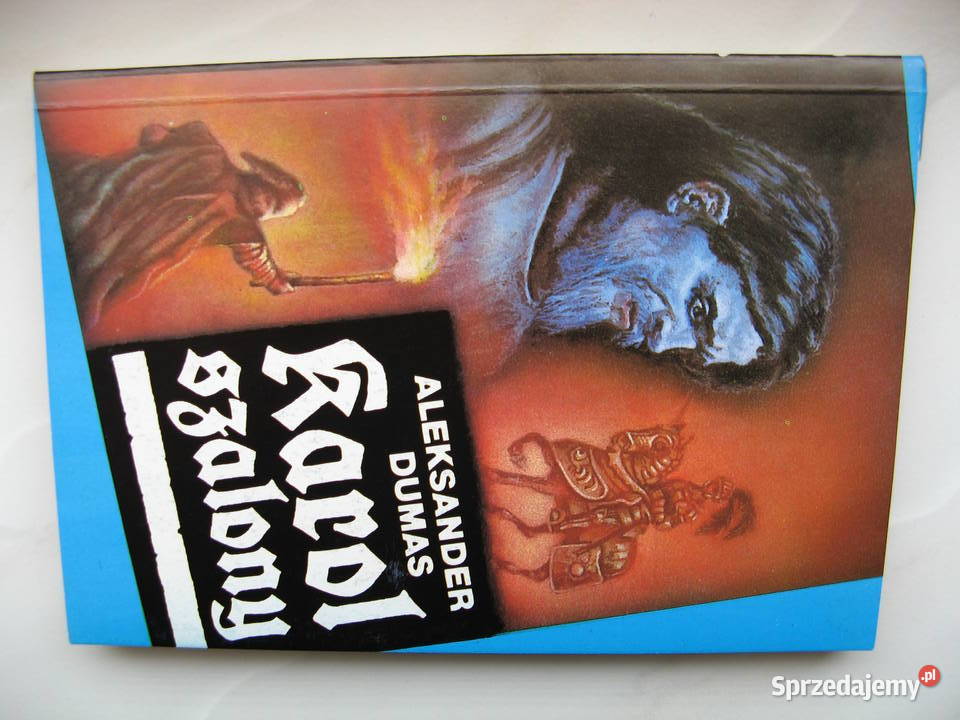 ALEKSANDER
DUMAS
Karol
szalony
Sprzedajemy.pl